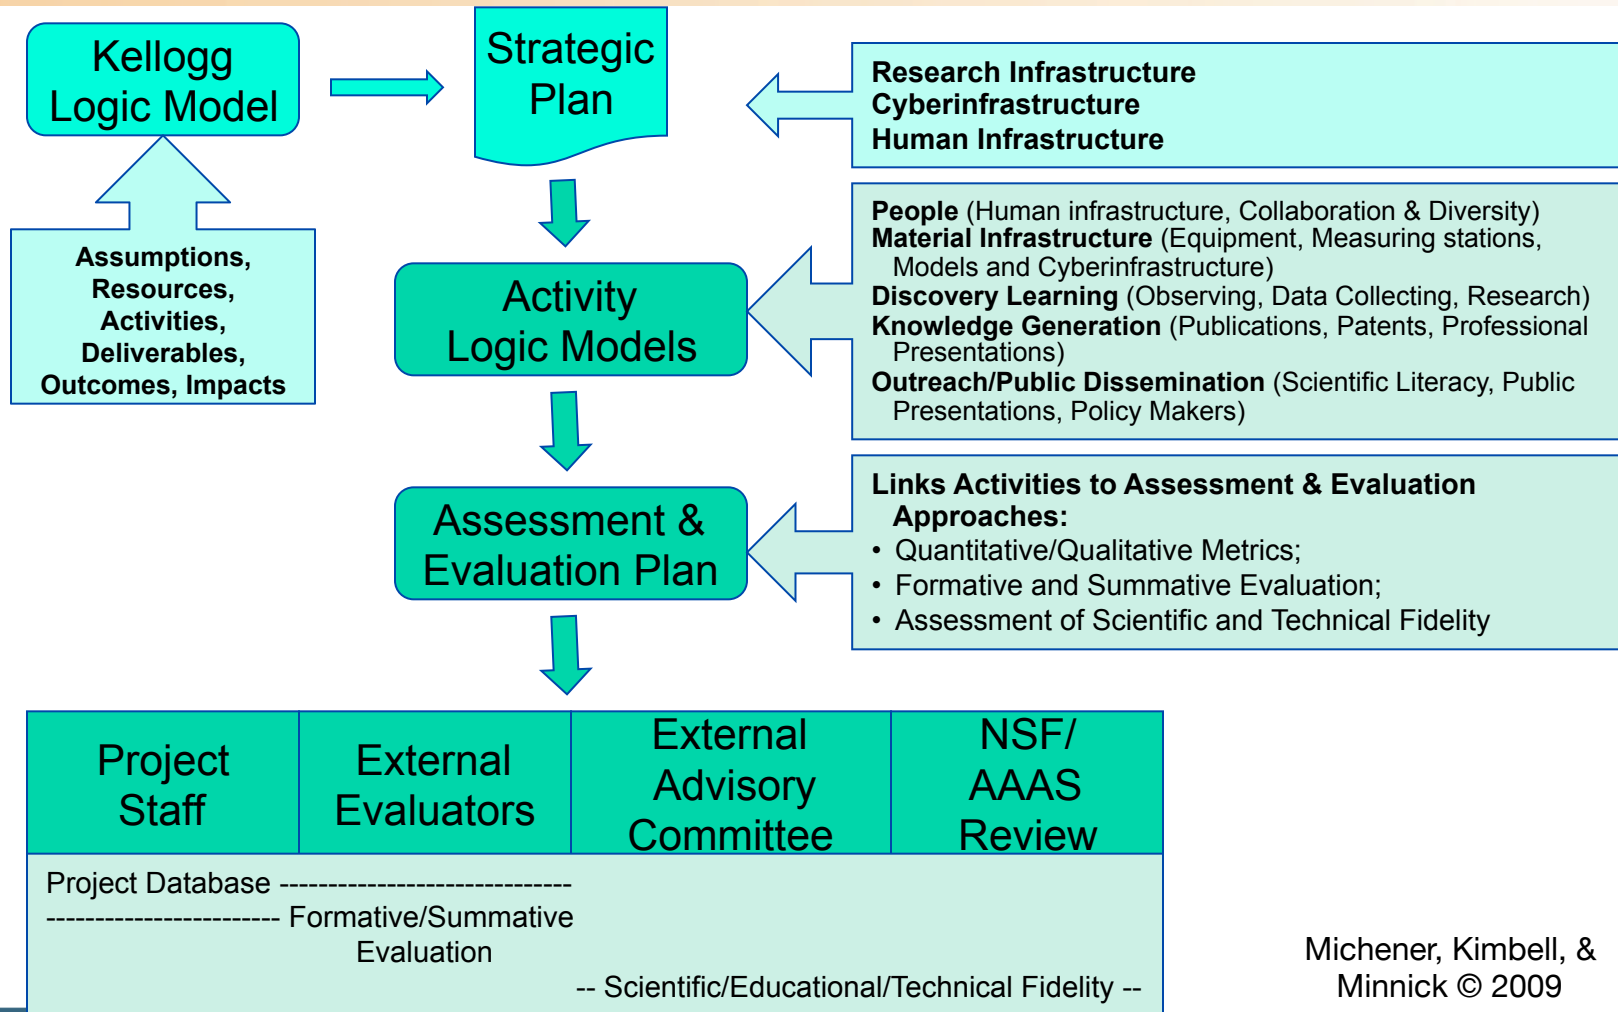 Kellogg
Logic Model
Strategic
Plan
Research Infrastructure
Cyberinfrastructure
Human Infrastructure
Assumptions,
Resources,
Activities,
Deliverables,
Outcomes, Impacts
Activity
Logic Models
People (Human infrastructure, Collaboration & Diversity)
Material Infrastructure (Equipment, Measuring stations,
Models and Cyberinfrastructure)
Discovery Learning (Observing, Data Collecting, Research)
Knowledge Generation (Publications, Patents, Professional
Presentations)
Outreach/Public Dissemination (Scientific Literacy, Public
Presentations, Policy Makers)
Assessment &
Evaluation Plan
Links Activities to Assessment & Evaluation
Approaches:
• Quantitative/Qualitative Metrics;
• Formative and Summative Evaluation;
• Assessment of Scientific and Technical Fidelity
Project
Staff
External
Evaluators
External
Advisory
Committee
NSF/
AAAS
Review
Project Database ------------------------------
------------------------ Formative/Summative
Evaluation
-- Scientific/Educational/Technical Fidelity --
Michener, Kimbell, &
Minnick © 2009